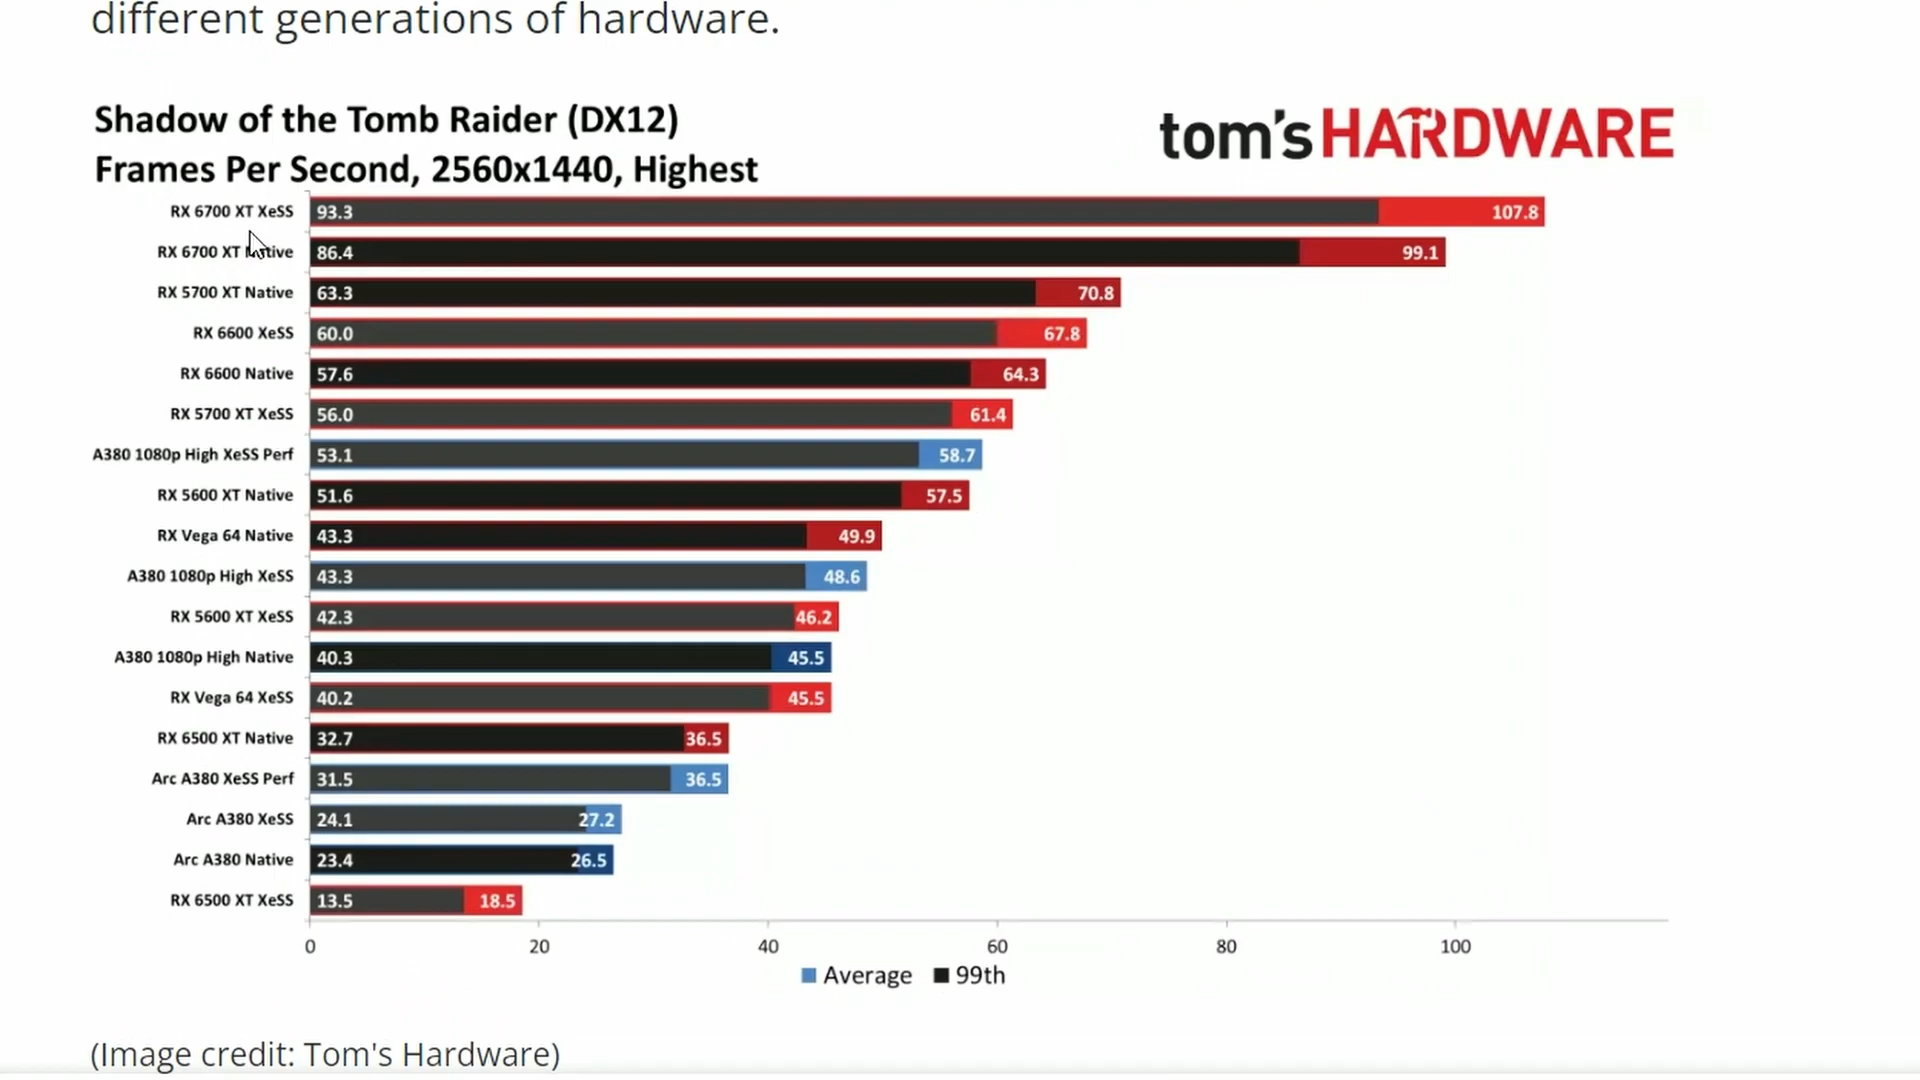 different generations of hardware.
Shadow of the Tomb Raider (DX12)
Frames Per Second, 2560x1440, Highest
tom's HARDWARE
RX 6700 XT XeSS 93.3 107.8
RX 6700 XT Native 86.4 99.1
RX 5700 XT Native 63.3 70.8
RX 6600 XeSS 60.0 67.8
RX 6600 Native 57.6 64.3
RX 5700 XT XeSS 56.0 61.4
A380 1080p High XeSS Perf 53.1 58.7
RX 5600 XT Native 51.6 57.5
RX Vega 64 Native 43.3 49.9
A380 1080p High XeSS 43.3 48.6
RX 5600 XT XeSS 42.3 46.2
A380 1080p High Native 40.3 45.5
RX Vega 64 XeSS 40.2 45.5
RX 6500 XT Native 32.7 36.5
Arc A380 XeSS Perf 31.5 36.5
Arc A380 XeSS 24.1 27.2
Arc A380 Native 23.4 26.5
RX 6500 XT XeSS 13.5 18.5
0 20 40 60 80 100
Average 99th
(Image credit: Tom's Hardware)